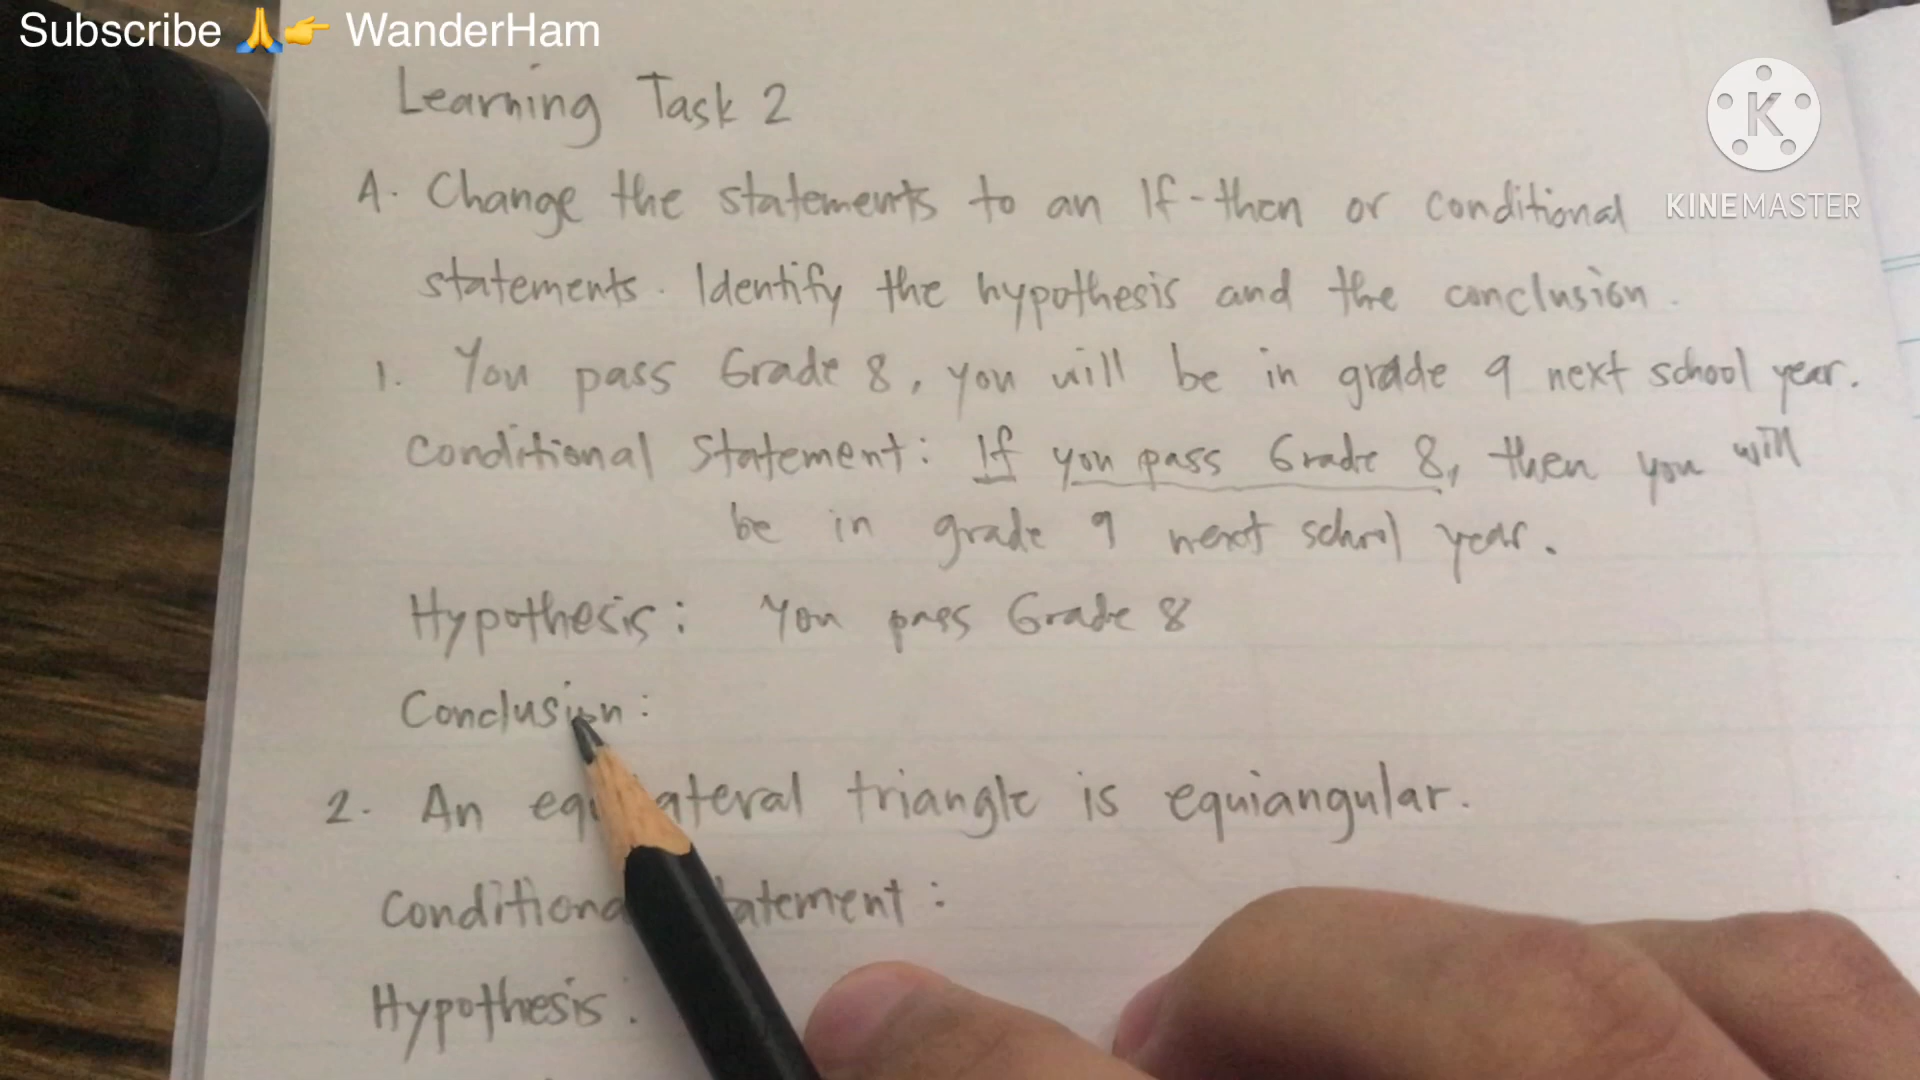 Subscribe 🙏👉 WanderHam
K
KINEMASTER
Learning Task 2
A. Change the statements to an If-then or conditional
statements. Identify the hypothesis and the conclusion.
1. You pass Grade 8, you will be in grade 9 next school year.
Conditional Statement: If you pass Grade 8, then you will
be in grade 9 next school year.
Hypothesis: You pass Grade 8
Conclusion:
2. An triangle is equiangular.
:
Hypothesis: